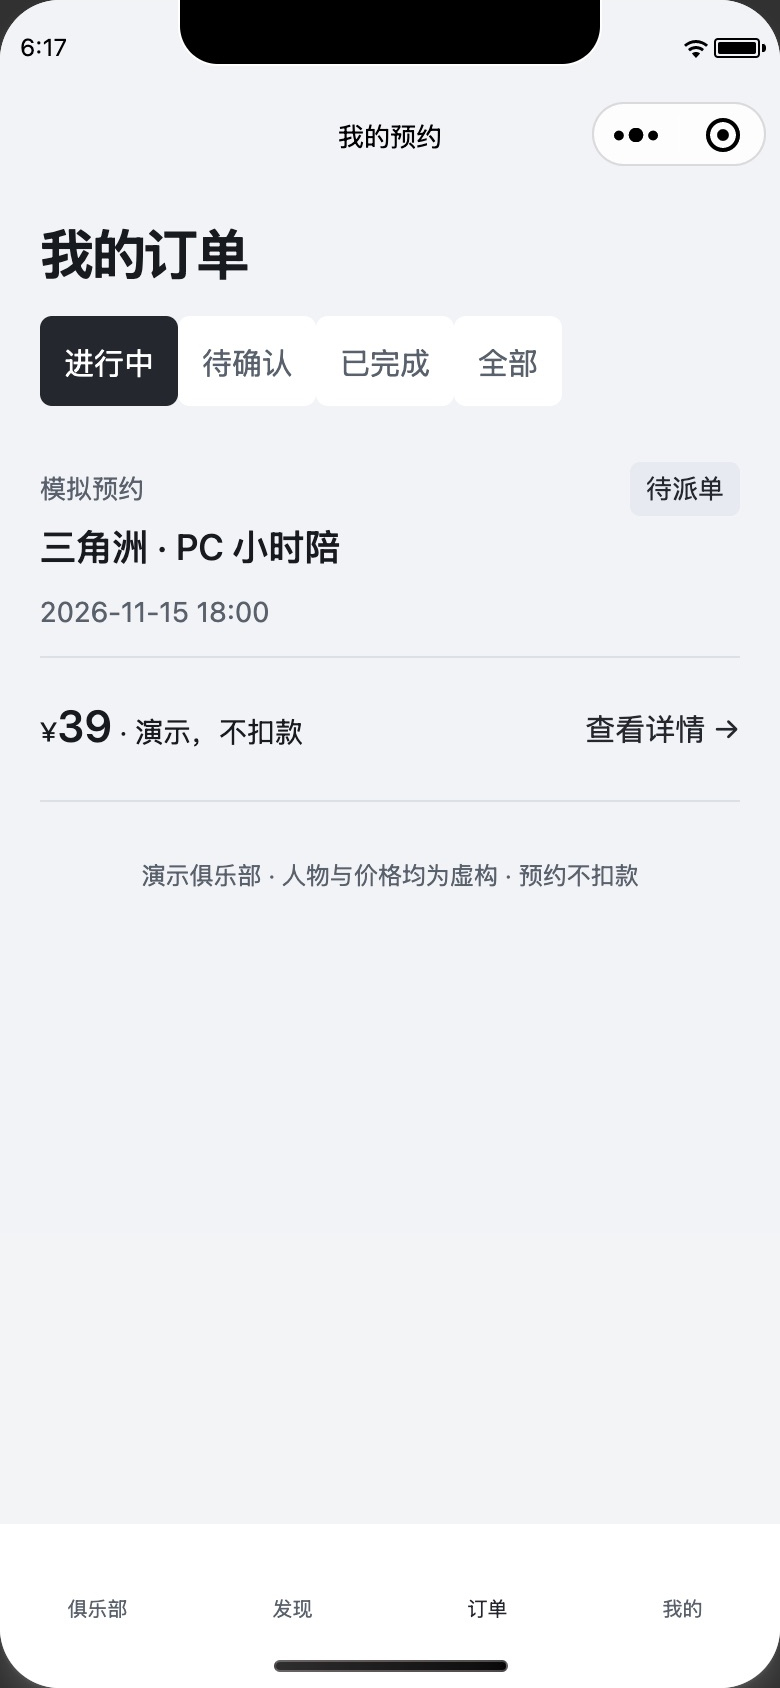 6:17
我的预约
我的订单
进行中 待确认 已完成 全部
模拟预约 待派单
三角洲 · PC 小时陪
2026-11-15 18:00
¥39 · 演示，不扣款 查看详情 →
演示俱乐部 · 人物与价格均为虚构 · 预约不扣款
俱乐部 发现 订单 我的